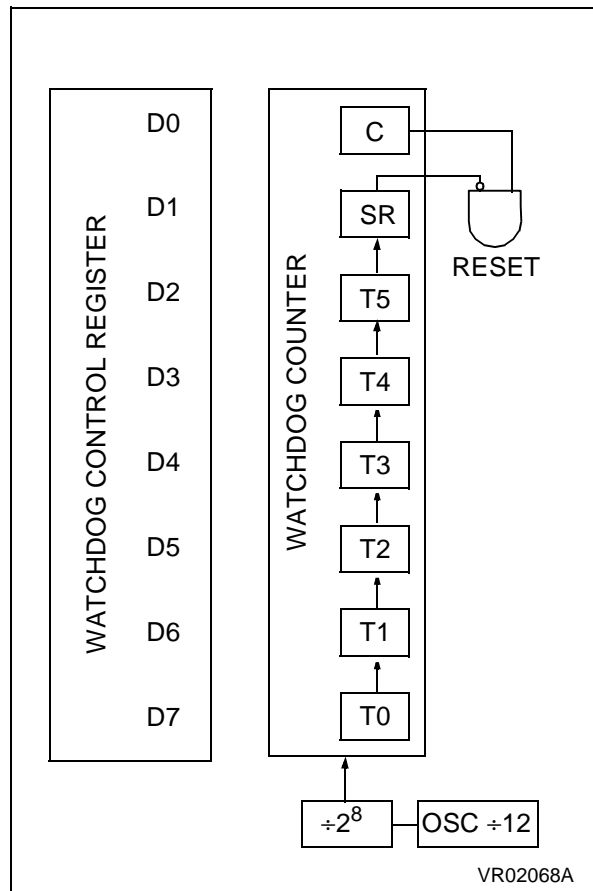 WATCHDOG CONTROL REGISTER
D0
D1
D2
D3
D4
D5
D6
D7
WATCHDOG COUNTER
C
SR
T5
T4
T3
T2
T1
T0
RESET
÷2⁸
OSC ÷12
VR02068A